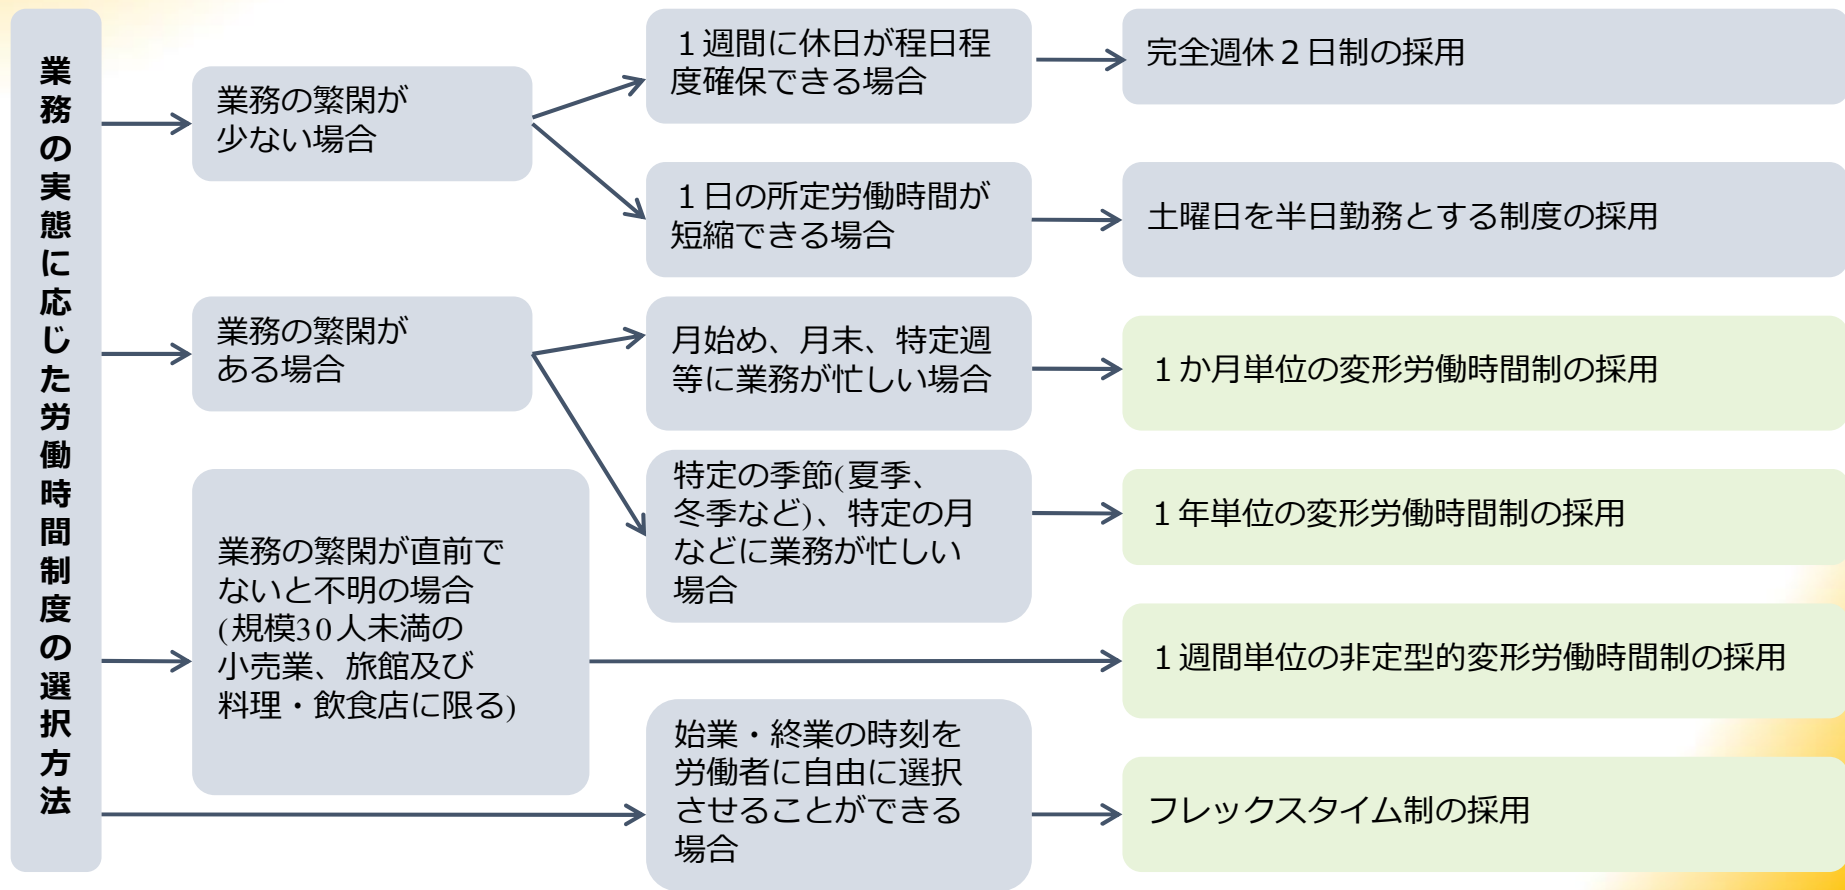 業務の実態に応じた労働時間制度の選択方法
業務の繁閑が
少ない場合
１週間に休日が程日程
度確保できる場合
完全週休２日制の採用
１日の所定労働時間が
短縮できる場合
土曜日を半日勤務とする制度の採用
業務の繁閑が
ある場合
月始め、月末、特定週
等に業務が忙しい場合
１か月単位の変形労働時間制の採用
特定の季節(夏季、
冬季など)、特定の月
などに業務が忙しい
場合
１年単位の変形労働時間制の採用
業務の繁閑が直前で
ないと不明の場合
(規模30人未満の
小売業、旅館及び
料理・飲食店に限る)
１週間単位の非定型的変形労働時間制の採用
始業・終業の時刻を
労働者に自由に選択
させることができる
場合
フレックスタイム制の採用